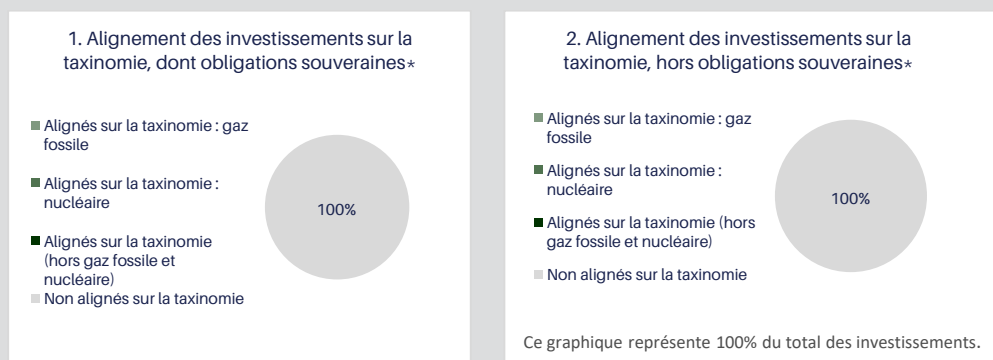 1. Alignement des investissements sur la
taxinomie, dont obligations souveraines*
Alignés sur la taxinomie : gaz
fossile
Alignés sur la taxinomie :
nucléaire
Alignés sur la taxinomie
(hors gaz fossile et
nucléaire)
Non alignés sur la taxinomie
100%
2. Alignement des investissements sur la
taxinomie, hors obligations souveraines*
Alignés sur la taxinomie : gaz
fossile
Alignés sur la taxinomie :
nucléaire
Alignés sur la taxinomie (hors
gaz fossile et nucléaire)
Non alignés sur la taxinomie
100%
Ce graphique représente 100% du total des investissements.